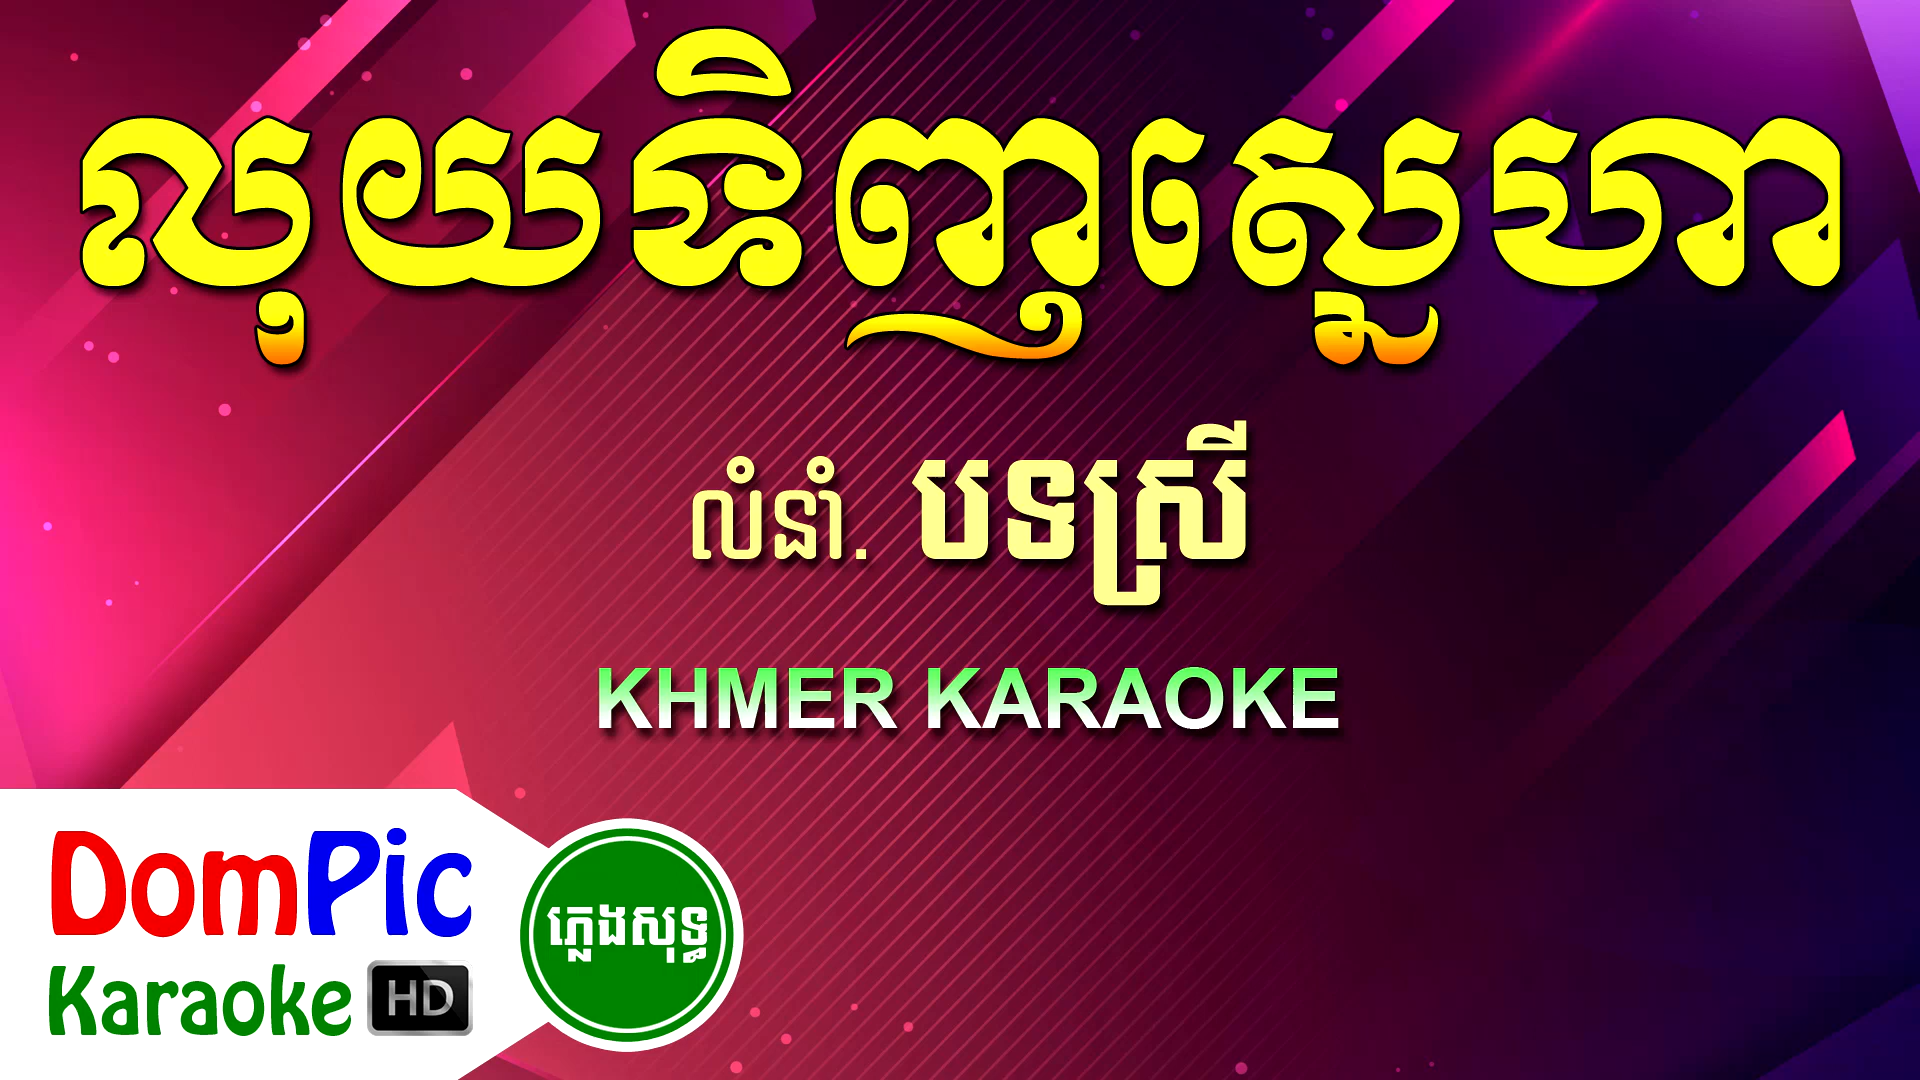 លុយទិញស្នេហា
លំនាំ. បទស្រី
KHMER KARAOKE
DomPic
Karaoke HD
ភ្លេងសុទ្ធ